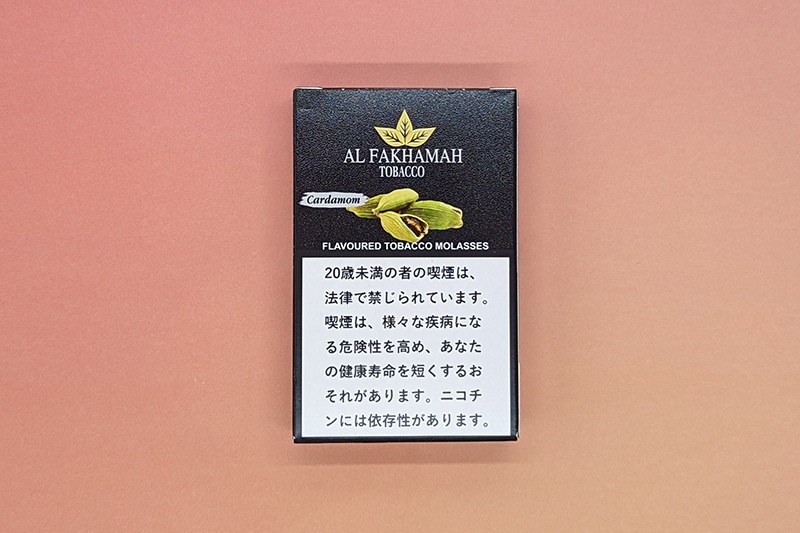 AL FAKHAMAH
TOBACCO
Cardamom
FLAVOURED TOBACCO MOLASSES
20歳未満の者の喫煙は、
法律で禁じられています。
喫煙は、様々な疾病にな
る危険性を高め、あなた
の健康寿命を短くするお
それがあります。ニコチ
ンには依存性があります。